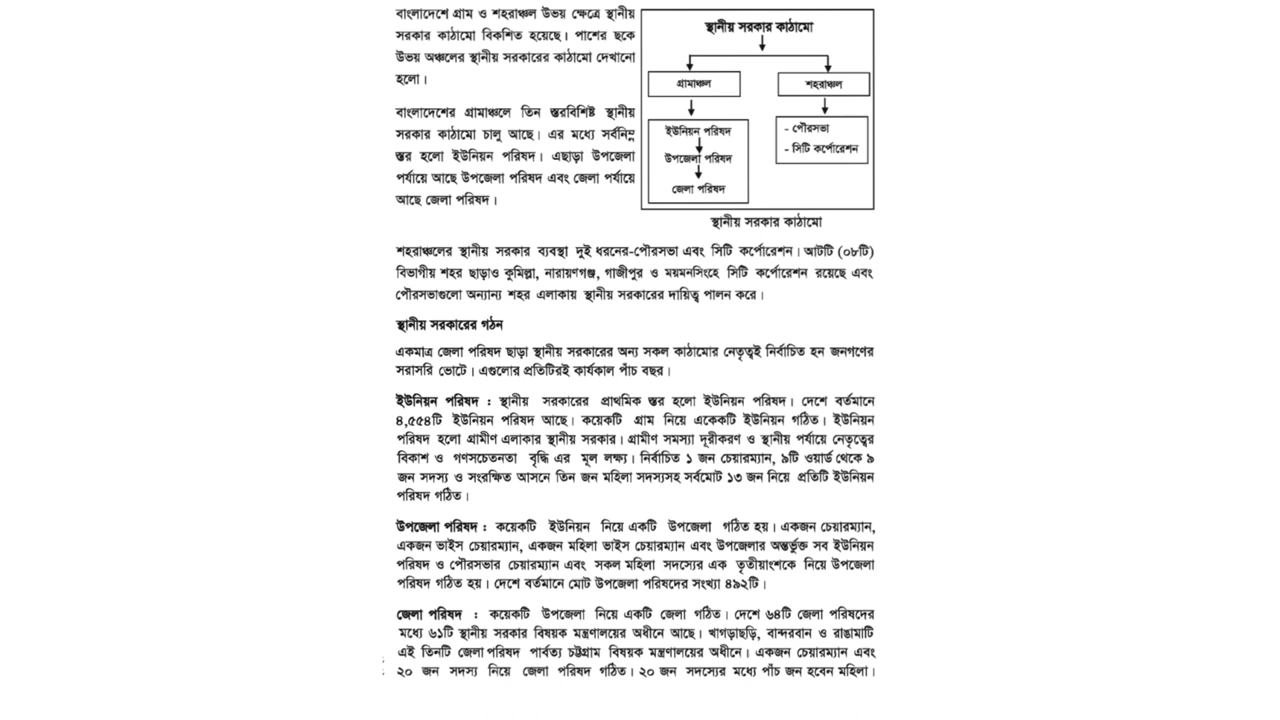 বাংলাদেশে গ্রাম ও শহরাঞ্চল উভয় ক্ষেত্রে স্থানীয়
সরকার কাঠামো বিকশিত হয়েছে। পাশের ছকে
উভয় অঞ্চলের স্থানীয় সরকারের কাঠামো দেখানো
হলো।
বাংলাদেশের গ্রামাঞ্চলে তিন স্তরবিশিষ্ট স্থানীয়
সরকার কাঠামো চালু আছে। এর মধ্যে সর্বনিম্ন
স্তর হলো ইউনিয়ন পরিষদ। এছাড়া উপজেলা
পর্যায়ে আছে উপজেলা পরিষদ এবং জেলা পর্যায়ে
আছে জেলা পরিষদ।
স্থানীয় সরকার কাঠামো
গ্রামাঞ্চল
শহরাঞ্চল
ইউনিয়ন পরিষদ
উপজেলা পরিষদ
জেলা পরিষদ
- পৌরসভা
- সিটি কর্পোরেশন
স্থানীয় সরকার কাঠামো
শহরাঞ্চলের স্থানীয় সরকার ব্যবস্থা দুই ধরনের-পৌরসভা এবং সিটি কর্পোরেশন। আটটি (০৮টি)
বিভাগীয় শহর ছাড়াও কুমিল্লা, নারায়ণগঞ্জ, গাজীপুর ও ময়মনসিংহে সিটি কর্পোরেশন রয়েছে এবং
পৌরসভাগুলো অন্যান্য শহর এলাকায় স্থানীয় সরকারের দায়িত্ব পালন করে।
স্থানীয় সরকারের গঠন
একমাত্র জেলা পরিষদ ছাড়া স্থানীয় সরকারের অন্য সকল কাঠামোর নেতৃত্বই নির্বাচিত হন জনগণের
সরাসরি ভোটে। এগুলোর প্রতিটিরই কার্যকাল পাঁচ বছর।
ইউনিয়ন পরিষদ : স্থানীয় সরকারের প্রাথমিক স্তর হলো ইউনিয়ন পরিষদ। দেশে বর্তমানে
৪,৫৫৪টি ইউনিয়ন পরিষদ আছে। কয়েকটি গ্রাম নিয়ে একেকটি ইউনিয়ন গঠিত। ইউনিয়ন
পরিষদ হলো গ্রামীণ এলাকার স্থানীয় সরকার। গ্রামীণ সমস্যা দূরীকরণ ও স্থানীয় পর্যায়ে নেতৃত্বের
বিকাশ ও গণসচেতনতা বৃদ্ধি এর মূল লক্ষ্য। নির্বাচিত ১ জন চেয়ারম্যান, ৯টি ওয়ার্ড থেকে ৯
জন সদস্য ও সংরক্ষিত আসনে তিন জন মহিলা সদস্যসহ সর্বমোট ১৩ জন নিয়ে প্রতিটি ইউনিয়ন
পরিষদ গঠিত।
উপজেলা পরিষদ : কয়েকটি ইউনিয়ন নিয়ে একটি উপজেলা গঠিত হয়। একজন চেয়ারম্যান,
একজন ভাইস চেয়ারম্যান, একজন মহিলা ভাইস চেয়ারম্যান এবং উপজেলার অন্তর্ভুক্ত সব ইউনিয়ন
পরিষদ ও পৌরসভার চেয়ারম্যান এবং সকল মহিলা সদস্যের এক তৃতীয়াংশকে নিয়ে উপজেলা
পরিষদ গঠিত হয়। দেশে বর্তমানে মোট উপজেলা পরিষদের সংখ্যা ৪৯২টি।
জেলা পরিষদ : কয়েকটি উপজেলা নিয়ে একটি জেলা গঠিত। দেশে ৬৪টি জেলা পরিষদের
মধ্যে ৬১টি স্থানীয় সরকার বিষয়ক মন্ত্রণালয়ের অধীনে আছে। খাগড়াছড়ি, বান্দরবান ও রাঙামাটি
এই তিনটি জেলা পরিষদ পার্বত্য চট্টগ্রাম বিষয়ক মন্ত্রণালয়ের অধীনে। একজন চেয়ারম্যান এবং
২০ জন সদস্য নিয়ে জেলা পরিষদ গঠিত। ২০ জন সদস্যের মধ্যে পাঁচ জন হবেন মহিলা।